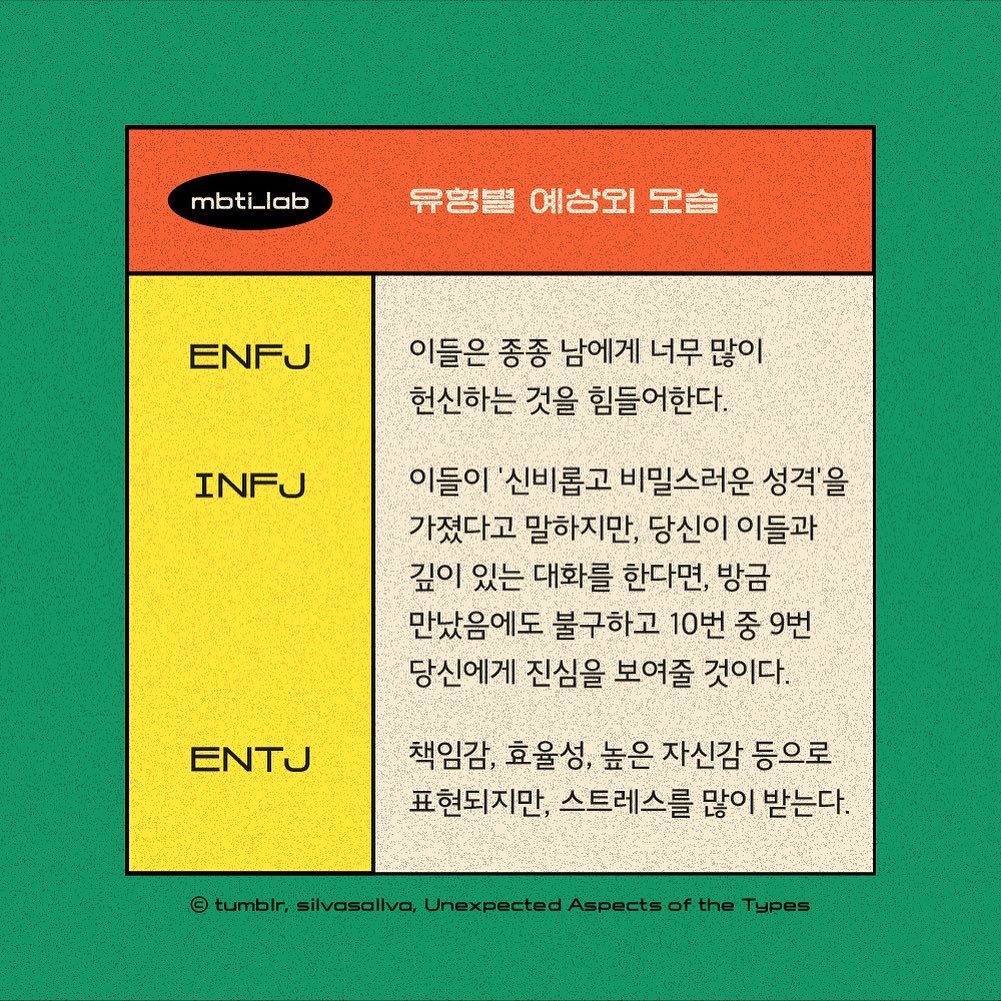 mbti_lab
유형별 예상외 모습
ENFJ
이들은 종종 남에게 너무 많이
헌신하는 것을 힘들어한다.
INFJ
이들이 '신비롭고 비밀스러운 성격'을
가졌다고 말하지만, 당신이 이들과
깊이 있는 대화를 한다면, 방금
만났음에도 불구하고 10번 중 9번
당신에게 진심을 보여줄 것이다.
ENTJ
책임감, 효율성, 높은 자신감 등으로
표현되지만, 스트레스를 많이 받는다.
© tumblr, silvasallva, Unexpected Aspects of the Types